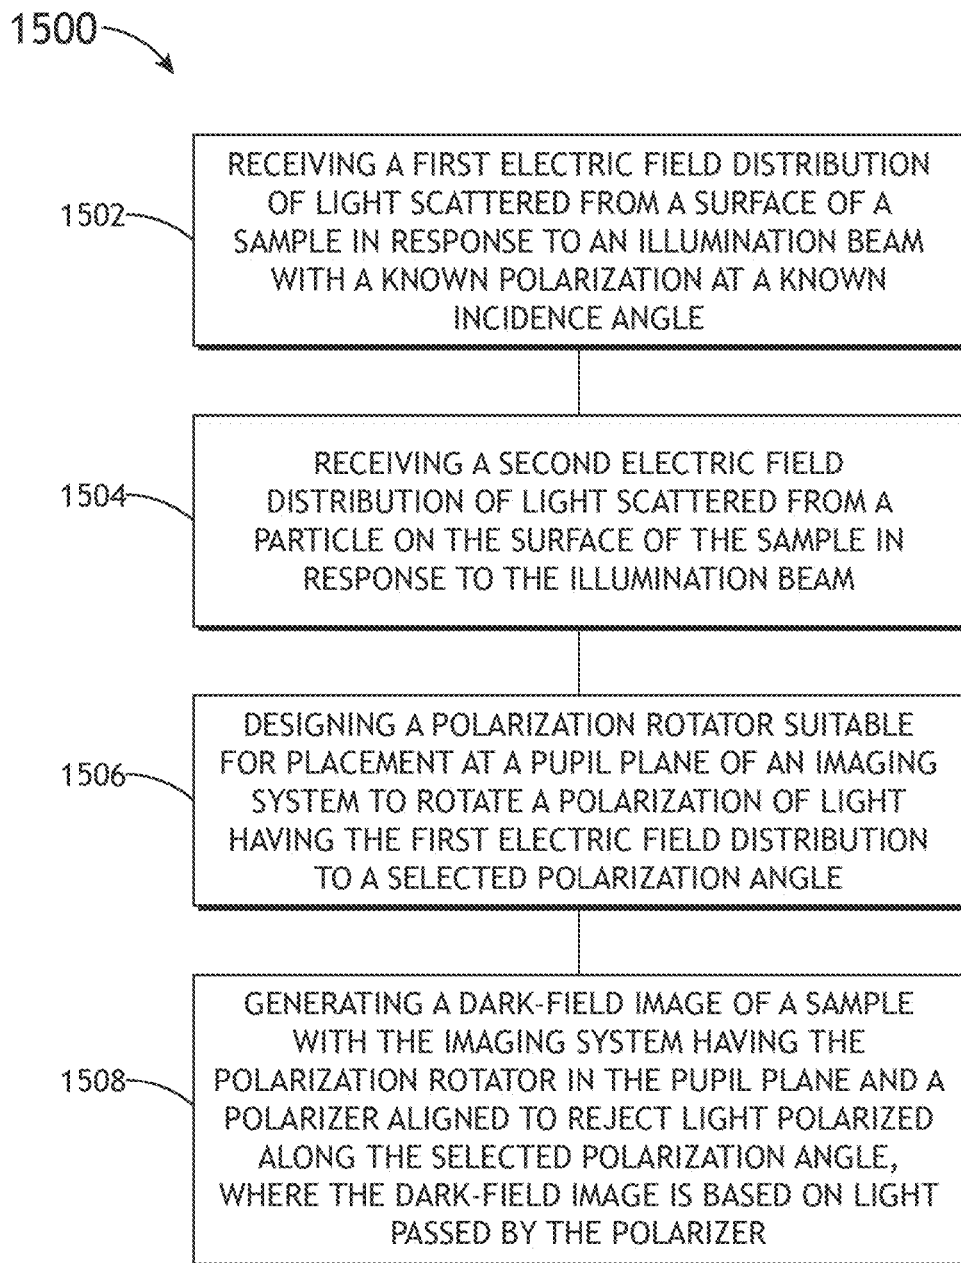 1500
1502
RECEIVING A FIRST ELECTRIC FIELD DISTRIBUTION
OF LIGHT SCATTERED FROM A SURFACE OF A
SAMPLE IN RESPONSE TO AN ILLUMINATION BEAM
WITH A KNOWN POLARIZATION AT A KNOWN
INCIDENCE ANGLE
1504
RECEIVING A SECOND ELECTRIC FIELD
DISTRIBUTION OF LIGHT SCATTERED FROM A
PARTICLE ON THE SURFACE OF THE SAMPLE IN
RESPONSE TO THE ILLUMINATION BEAM
1506
DESIGNING A POLARIZATION ROTATOR SUITABLE
FOR PLACEMENT AT A PUPIL PLANE OF AN IMAGING
SYSTEM TO ROTATE A POLARIZATION OF LIGHT
HAVING THE FIRST ELECTRIC FIELD DISTRIBUTION
TO A SELECTED POLARIZATION ANGLE
1508
GENERATING A DARK-FIELD IMAGE OF A SAMPLE
WITH THE IMAGING SYSTEM HAVING THE
POLARIZATION ROTATOR IN THE PUPIL PLANE AND A
POLARIZER ALIGNED TO REJECT LIGHT POLARIZED
ALONG THE SELECTED POLARIZATION ANGLE,
WHERE THE DARK-FIELD IMAGE IS BASED ON LIGHT
PASSED BY THE POLARIZER